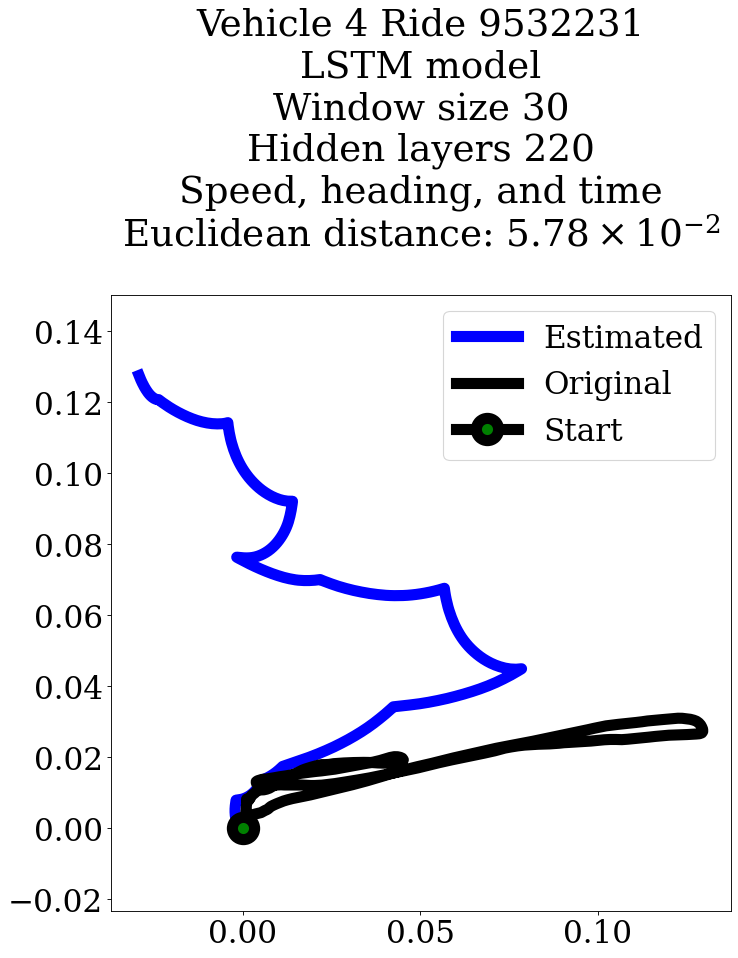 Vehicle 4 Ride 9532231
LSTM model
Window size 30
Hidden layers 220
Speed, heading, and time
Euclidean distance: 5.78 × 10⁻²
Estimated
Original
Start
0.14
0.12
0.10
0.08
0.06
0.04
0.02
0.00
−0.02
0.00 0.05 0.10